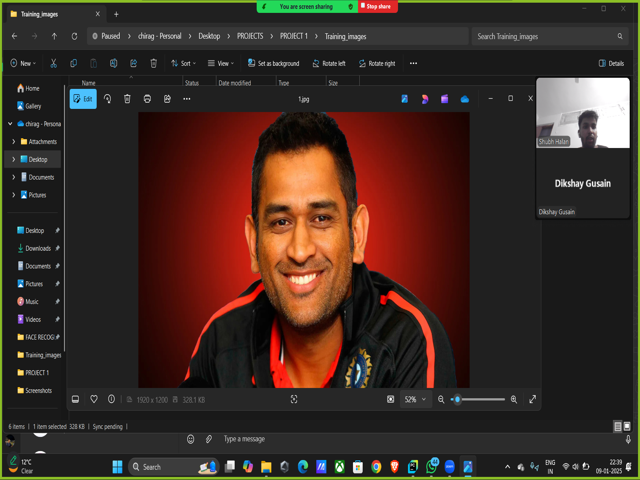 Training_images
You are screen sharing
Stop share
Paused
chirag - Personal
Desktop
PROJECTS
PROJECT 1
Training_images
Search Training_images
New
Sort
View
Set as background
Rotate left
Rotate right
Details
Name
Status
Date modified
Type
Size
Edit
1.jpg
Home
Gallery
chirag - Persona
Attachments
Desktop
Documents
Pictures
Desktop
Downloads
Documents
Pictures
Music
Videos
FACE RECOG
Training_images
PROJECT 1
Screenshots
Shubh Halan
Dikshay Gusain
Dikshay Gusain
1920 x 1200
328.1 KB
52%
6 items
1 item selected 328 KB
Sync pending
Type a message
12°C
Clear
Search
ENG
IN
22:39
09-01-2025